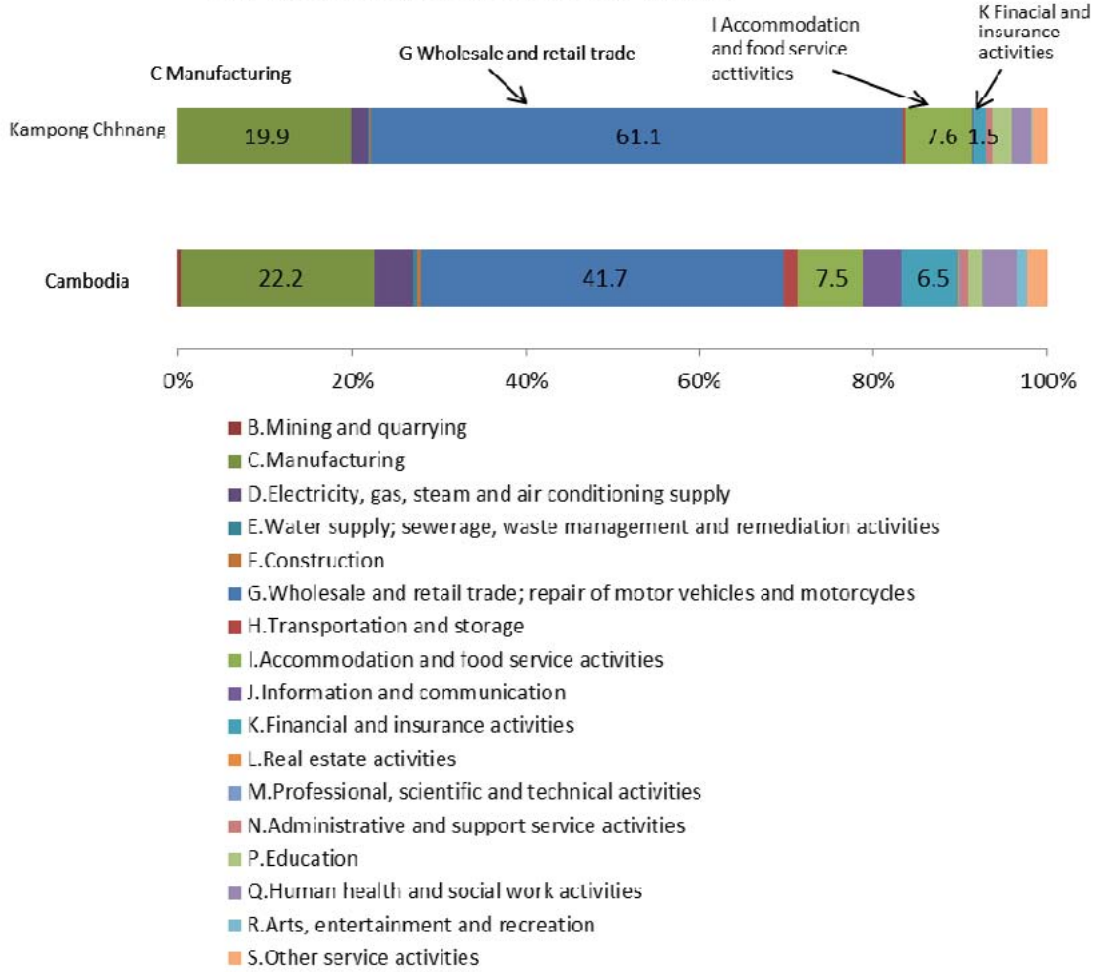 K Finacial and
insurance
activities
I Accommodation
and food service
acttivitics
G Wholesale and retail trade
C Manufacturing
Kampong Chhnang
19.9
61.1
7.6
1.5
Cambodia
22.2
41.7
7.5
6.5
0%
20%
40%
60%
80%
100%
B.Mining and quarrying
C.Manufacturing
D.Electricity, gas, steam and air conditioning supply
E.Water supply; sewerage, waste management and remediation activities
F.Construction
G.Wholesale and retail trade; repair of motor vehicles and motorcycles
H.Transportation and storage
I.Accommodation and food service activities
J.Information and communication
K.Financial and insurance activities
L.Real estate activities
M.Professional, scientific and technical activities
N.Administrative and support service activities
P.Education
Q.Human health and social work activities
R.Arts, entertainment and recreation
S.Other service activities